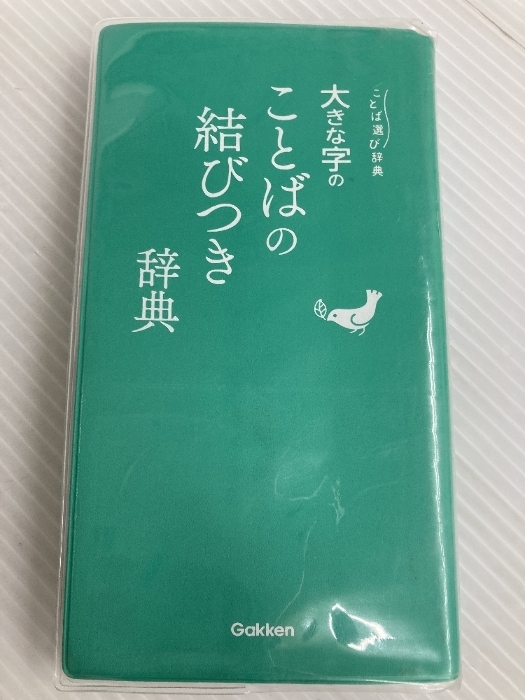 ことば選び辞典
大きな字の
ことばの
結びつき
辞典
Gakken